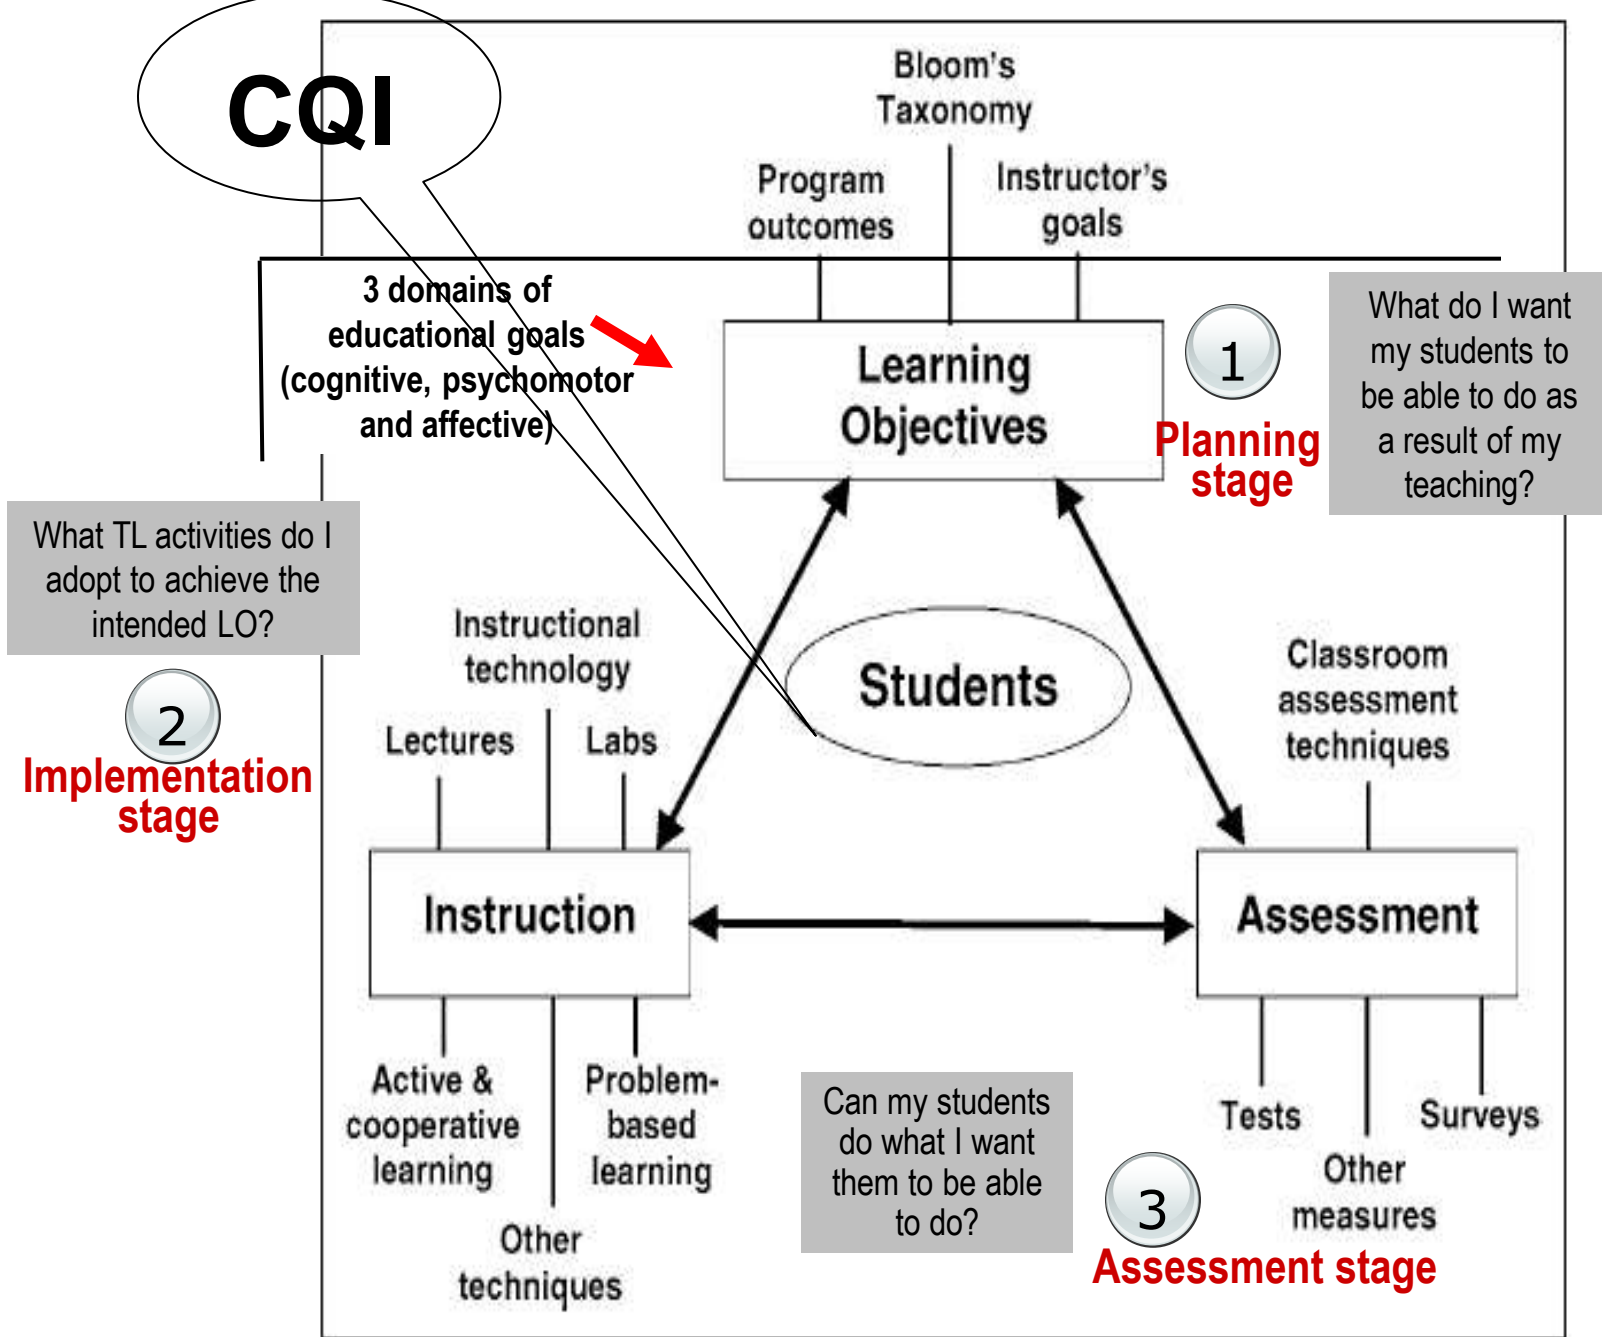 CQI
Bloom's
Taxonomy
Program
outcomes
Instructor's
goals
3 domains of
educational goals
(cognitive, psychomotor
and affective)
Learning
Objectives
1
Planning
stage
What do I want
my students to
be able to do as
a result of my
teaching?
What TL activities do I
adopt to achieve the
intended LO?
2
Implementation
stage
Instructional
technology
Lectures
Labs
Students
Classroom
assessment
techniques
Instruction
Assessment
Active &
cooperative
learning
Problem-
based
learning
Other
techniques
Can my students
do what I want
them to be able
to do?
3
Assessment stage
Tests
Surveys
Other
measures